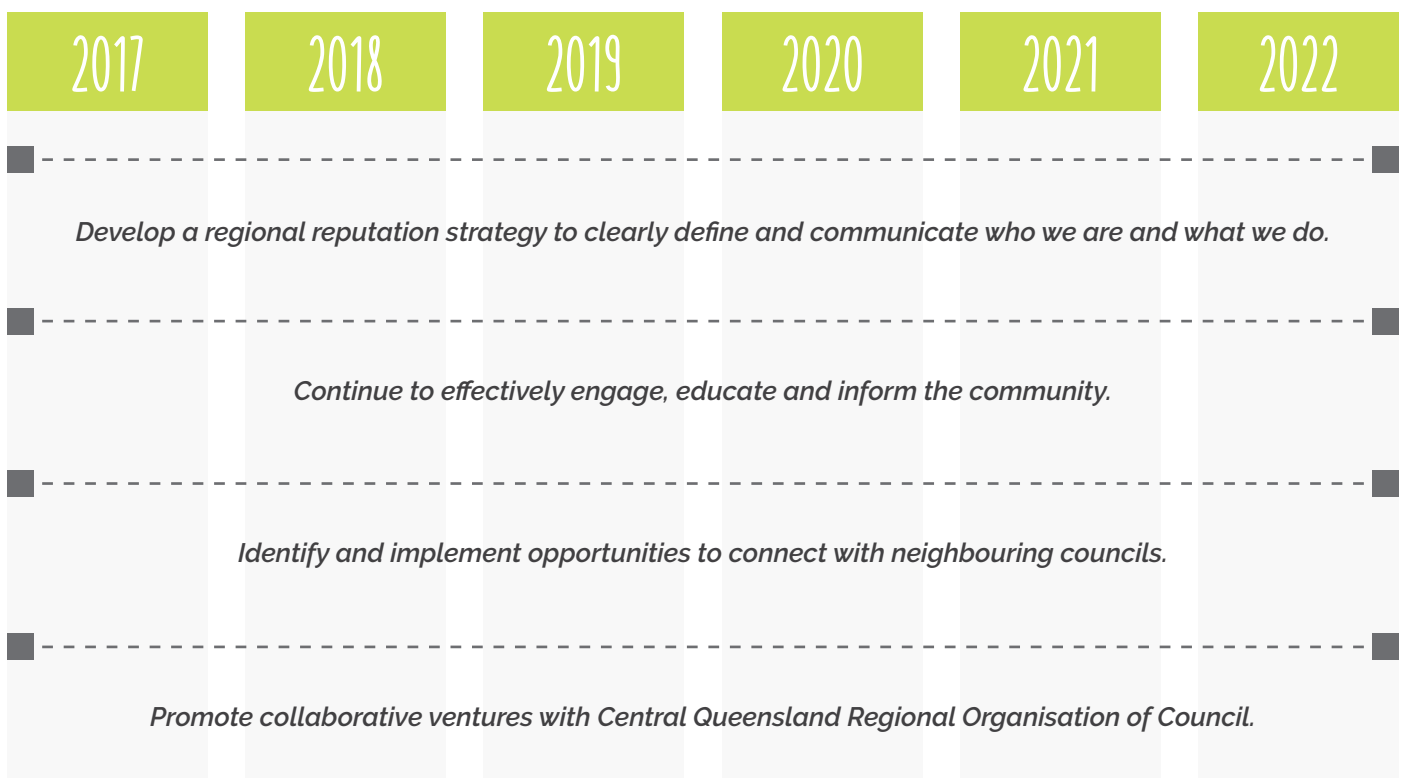 2017 2018 2019 2020 2021 2022
Develop a regional reputation strategy to clearly define and communicate who we are and what we do.
Continue to effectively engage, educate and inform the community.
Identify and implement opportunities to connect with neighbouring councils.
Promote collaborative ventures with Central Queensland Regional Organisation of Council.